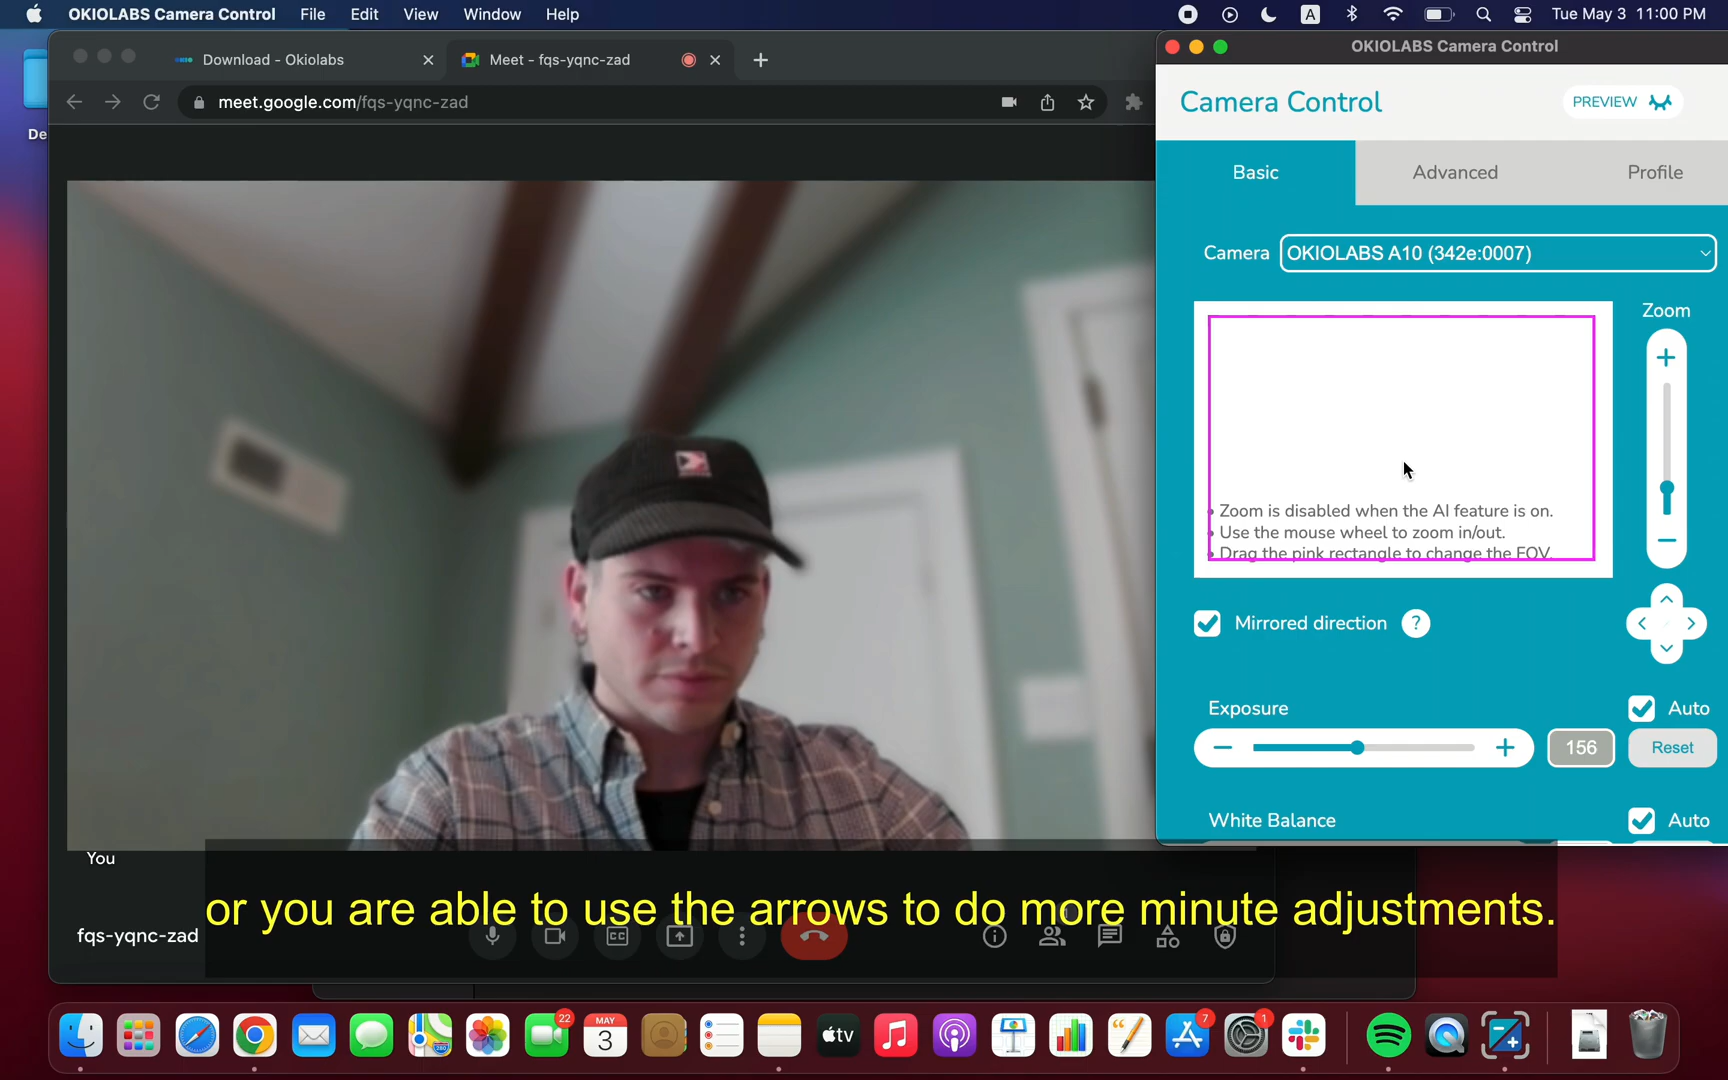 OKIOLABS Camera Control File Edit View Window Help
A
Tue May 3 11:00 PM
Download - Okiolabs
Meet - fqs-yqnc-zad
meet.google.com/fqs-yqnc-zad
De
OKIOLABS Camera Control
Camera Control
PREVIEW
Basic
Advanced
Profile
Camera
OKIOLABS A10 (342e:0007)
Zoom
• Zoom is disabled when the AI feature is on.
• Use the mouse wheel to zoom in/out.
• Drag the pink rectangle to change the FOV.
Mirrored direction
?
Exposure
Auto
156
Reset
White Balance
Auto
You
or you are able to use the arrows to do more minute adjustments.
fqs-yqnc-zad
CC
22
MAY
3
280
tv
7
1